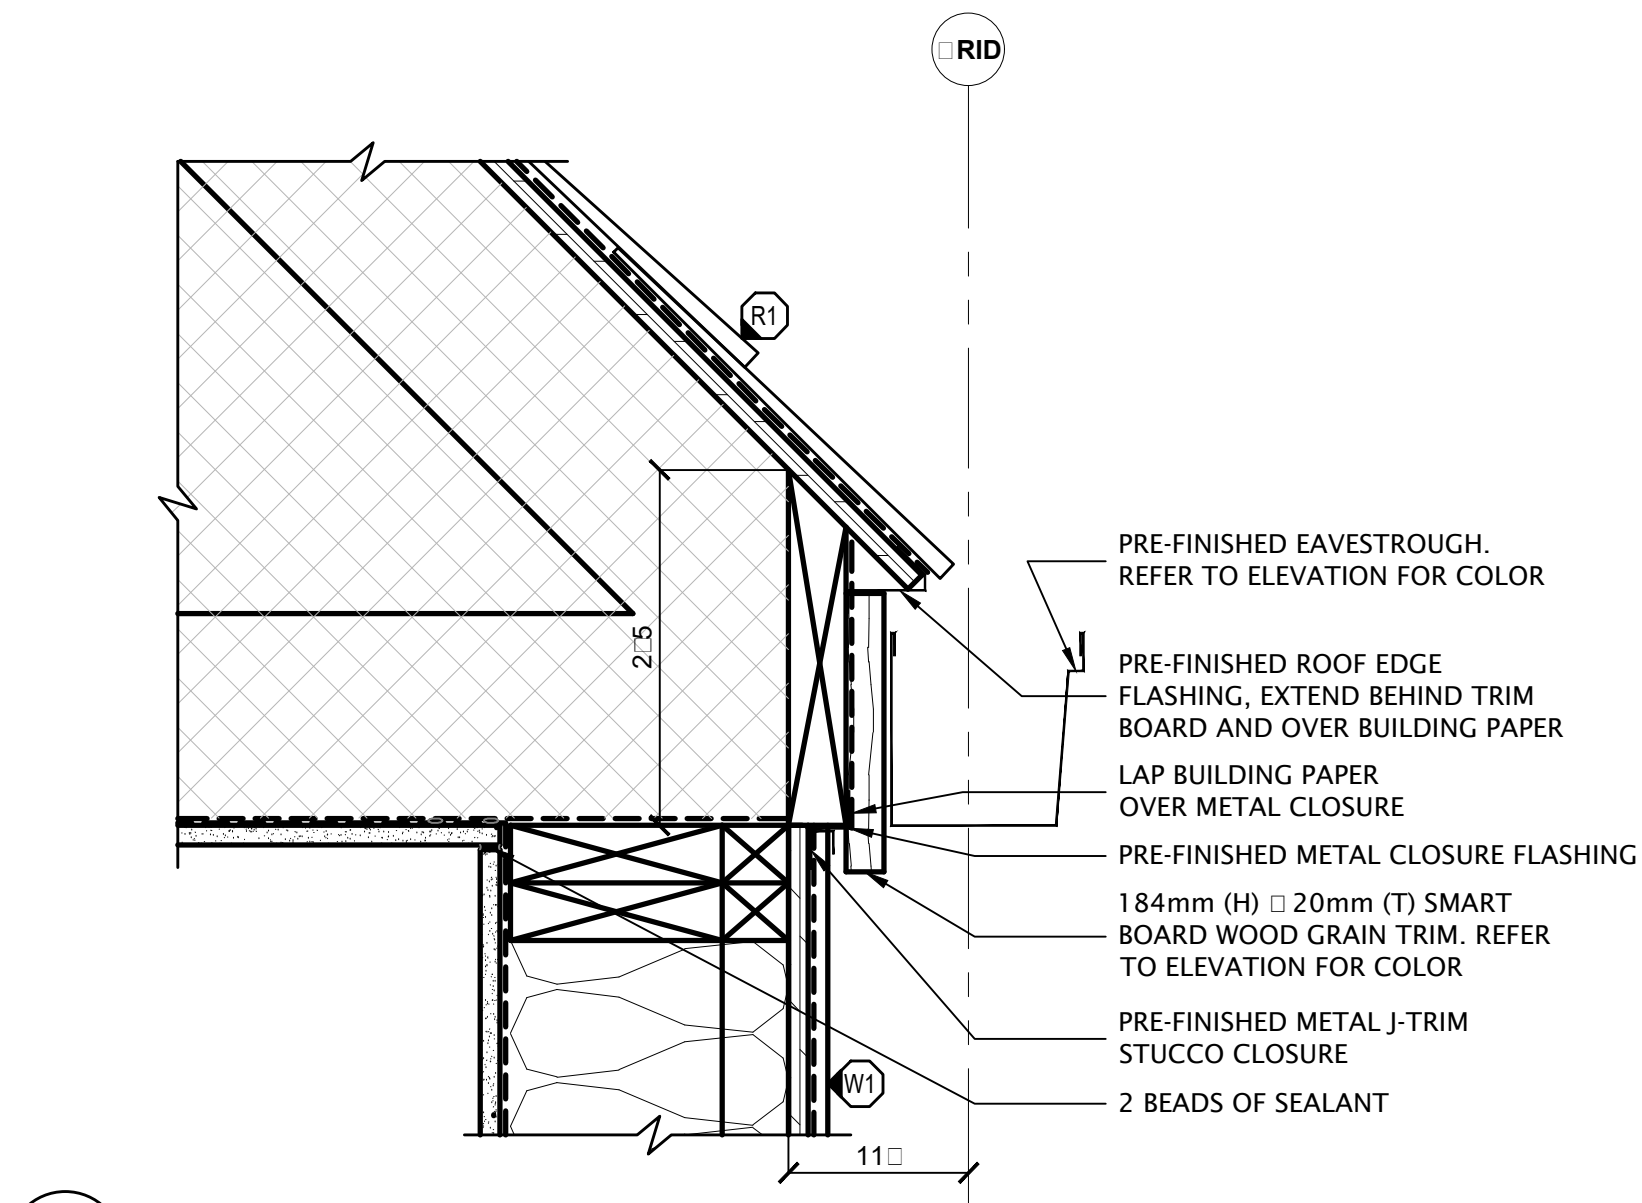 □RID
R1
2□5
PRE-FINISHED EAVESTROUGH.
REFER TO ELEVATION FOR COLOR
PRE-FINISHED ROOF EDGE
FLASHING, EXTEND BEHIND TRIM
BOARD AND OVER BUILDING PAPER
LAP BUILDING PAPER
OVER METAL CLOSURE
PRE-FINISHED METAL CLOSURE FLASHING
184mm (H) □ 20mm (T) SMART
BOARD WOOD GRAIN TRIM. REFER
TO ELEVATION FOR COLOR
PRE-FINISHED METAL J-TRIM
STUCCO CLOSURE
W1
2 BEADS OF SEALANT
11□